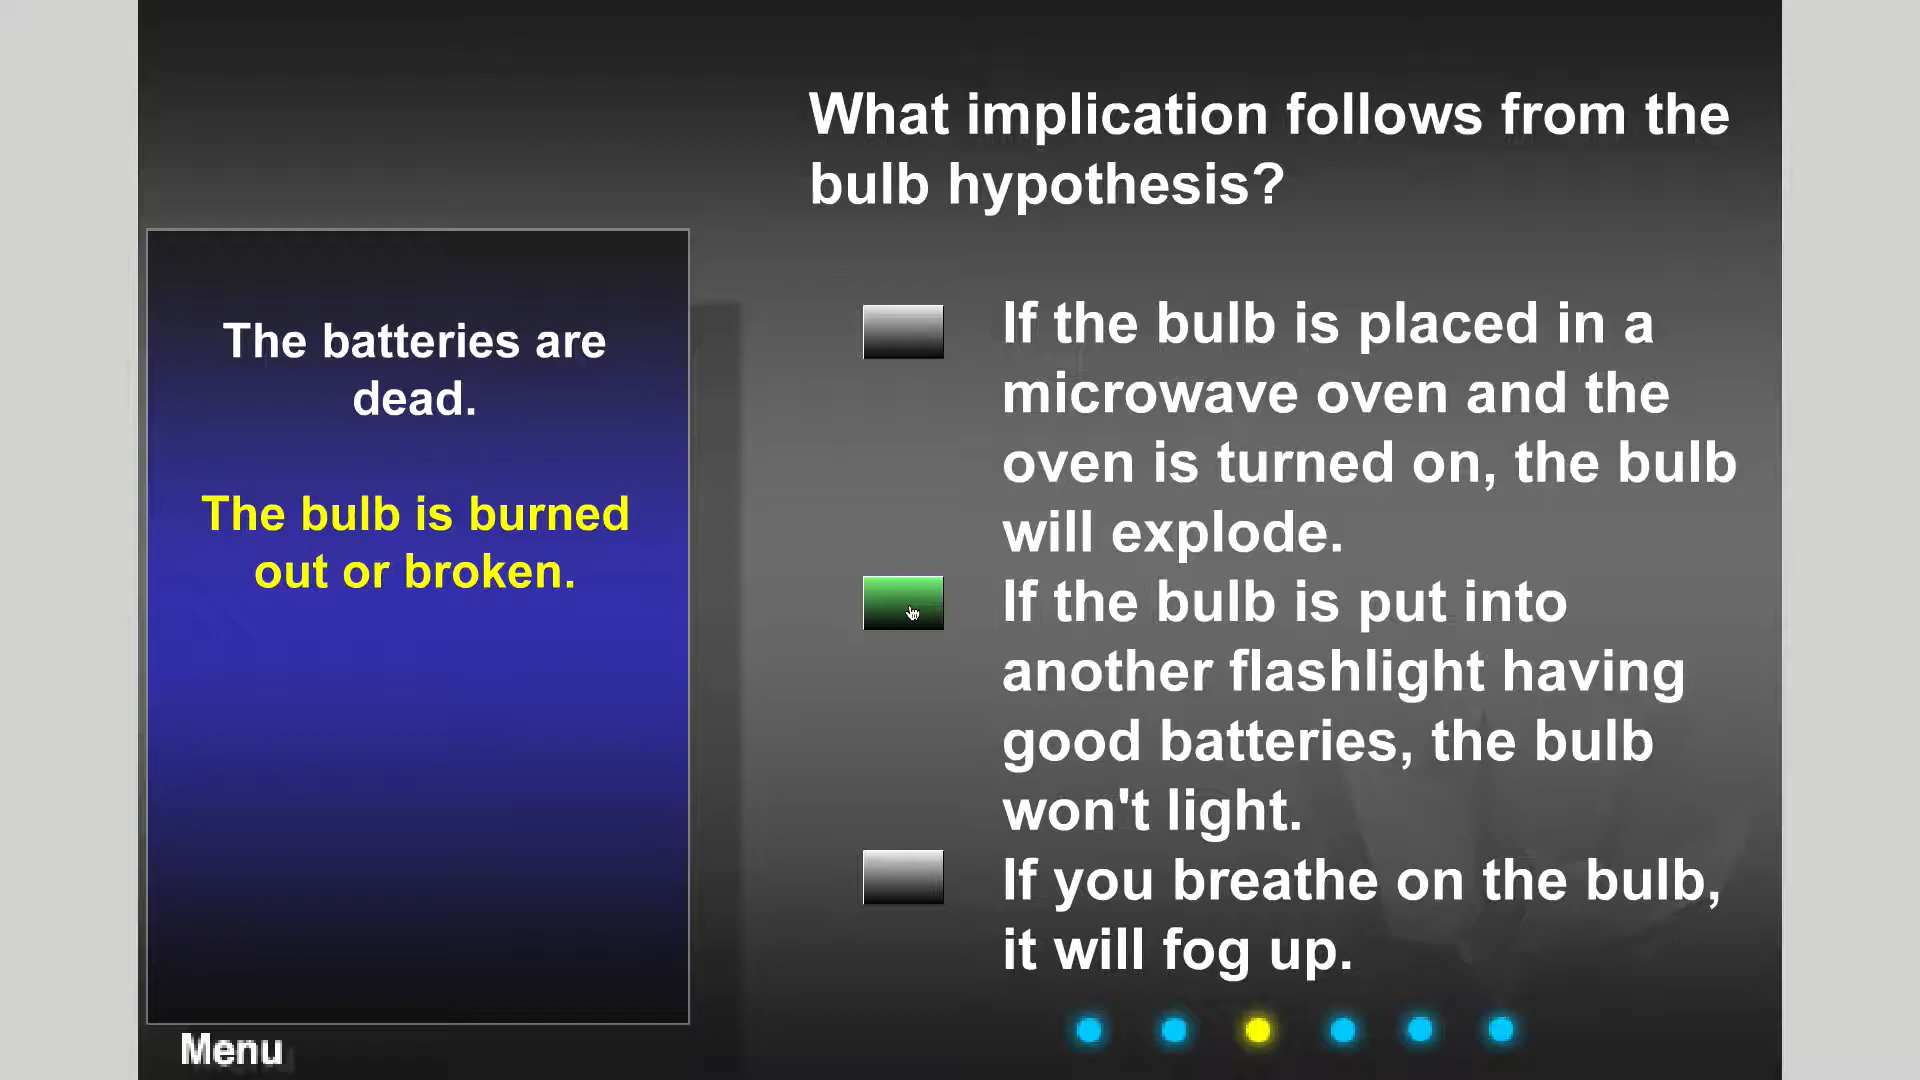 What implication follows from the
bulb hypothesis?
The batteries are
dead.
The bulb is burned
out or broken.
If the bulb is placed in a
microwave oven and the
oven is turned on, the bulb
will explode.
If the bulb is put into
another flashlight having
good batteries, the bulb
won't light.
If you breathe on the bulb,
it will fog up.
Menu